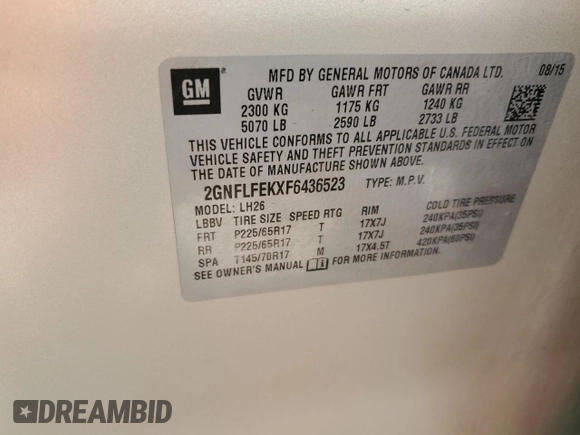 GM
MFD BY GENERAL MOTORS OF CANADA LTD. 08/15
GVWR GAWR FRT GAWR RR
2300 KG 1175 KG 1240 KG
5070 LB 2590 LB 2733 LB
THIS VEHICLE CONFORMS TO ALL APPLICABLE U.S. FEDERAL MOTOR
VEHICLE SAFETY AND THEFT PREVENTION STANDARDS IN EFFECT ON
THE DATE OF MANUFACTURE SHOWN ABOVE.
2GNFLFEKXF6436523 TYPE: M.P.V.
MODEL: LH26
LBBV TIRE SIZE SPEED RTG RIM COLD TIRE PRESSURE
FRT P225/65R17 T 17X7J 240KPA(35PSI)
RR P225/65R17 T 17X7J 240KPA(35PSI)
SPA T145/70R17 M 17X4.5T 420KPA(60PSI)
SEE OWNER'S MANUAL FOR MORE INFORMATION.
DREAMBID